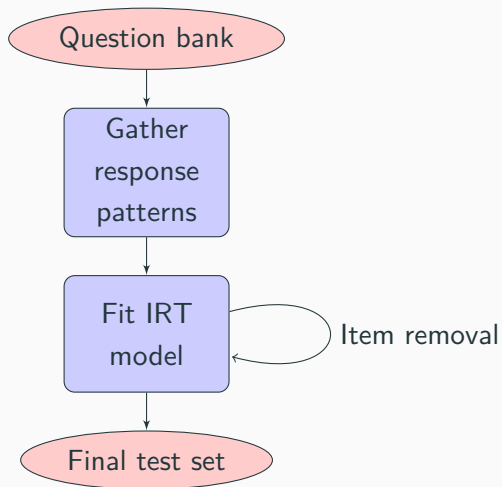 Question bank
Gather
response
patterns
Fit IRT
model
Item removal
Final test set